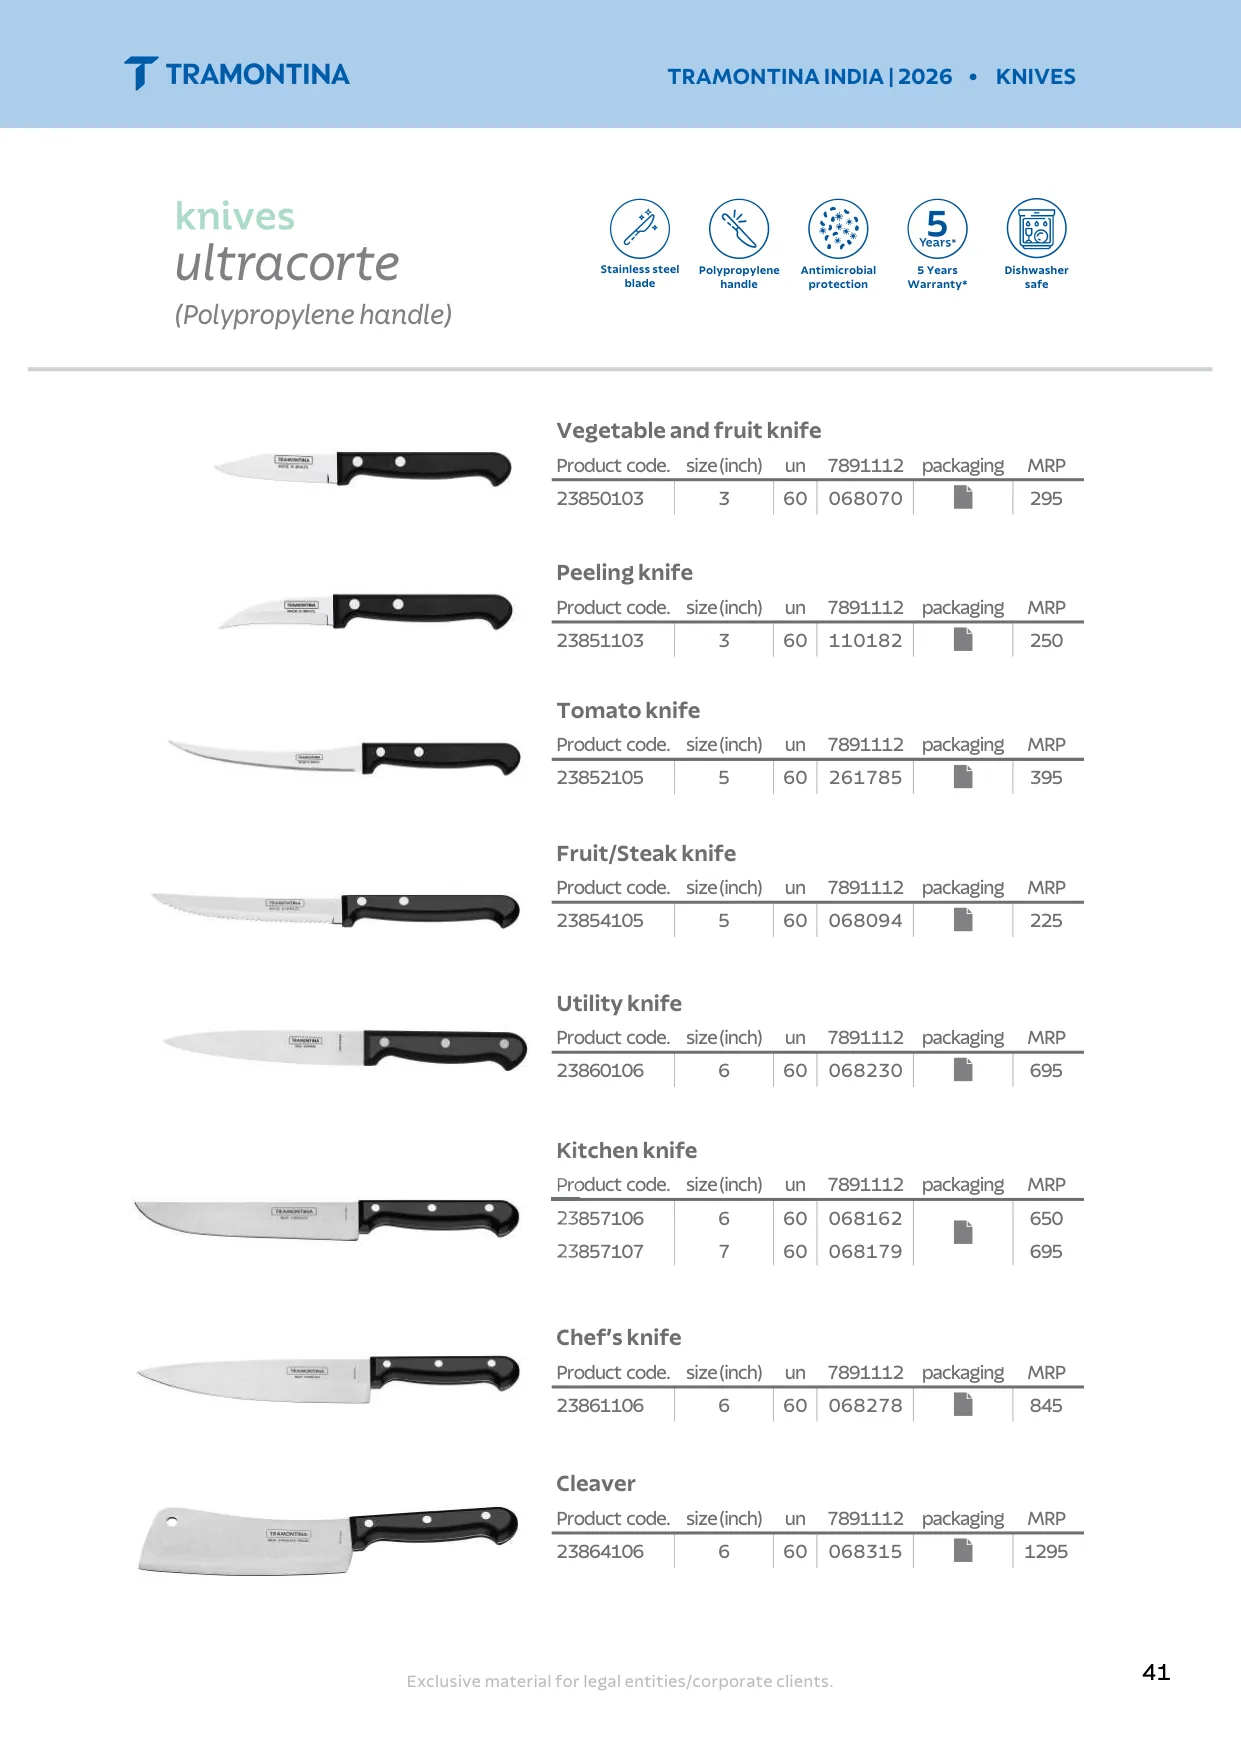 TRAMONTINA
TRAMONTINA INDIA | 2026 • KNIVES
knives
ultracorte
(Polypropylene handle)
Stainless steel blade
Polypropylene handle
Antimicrobial protection
5 Years*
5 Years Warranty*
Dishwasher safe
Vegetable and fruit knife
Product code. size (inch) un 7891112 packaging MRP
23850103 3 60 068070 295
Peeling knife
Product code. size (inch) un 7891112 packaging MRP
23851103 3 60 110182 250
Tomato knife
Product code. size (inch) un 7891112 packaging MRP
23852105 5 60 261785 395
Fruit/Steak knife
Product code. size (inch) un 7891112 packaging MRP
23854105 5 60 068094 225
Utility knife
Product code. size (inch) un 7891112 packaging MRP
23860106 6 60 068230 695
Kitchen knife
Product code. size (inch) un 7891112 packaging MRP
23857106 6 60 068162 650
23857107 7 60 068179 695
Chef's knife
Product code. size (inch) un 7891112 packaging MRP
23861106 6 60 068278 845
Cleaver
Product code. size (inch) un 7891112 packaging MRP
23864106 6 60 068315 1295
TRAMONTINA
TRAMONTINA
TRAMONTINA
TRAMONTINA
TRAMONTINA
TRAMONTINA
TRAMONTINA
TRAMONTINA
Exclusive material for legal entities/corporate clients.
41